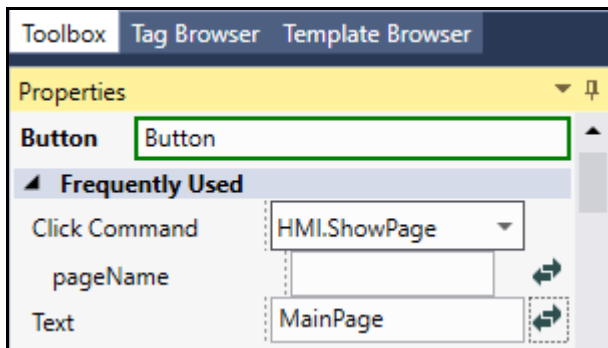 Toolbox Tag Browser Template Browser
Properties
Button Button
Frequently Used
Click Command HMI.ShowPage
pageName
Text MainPage